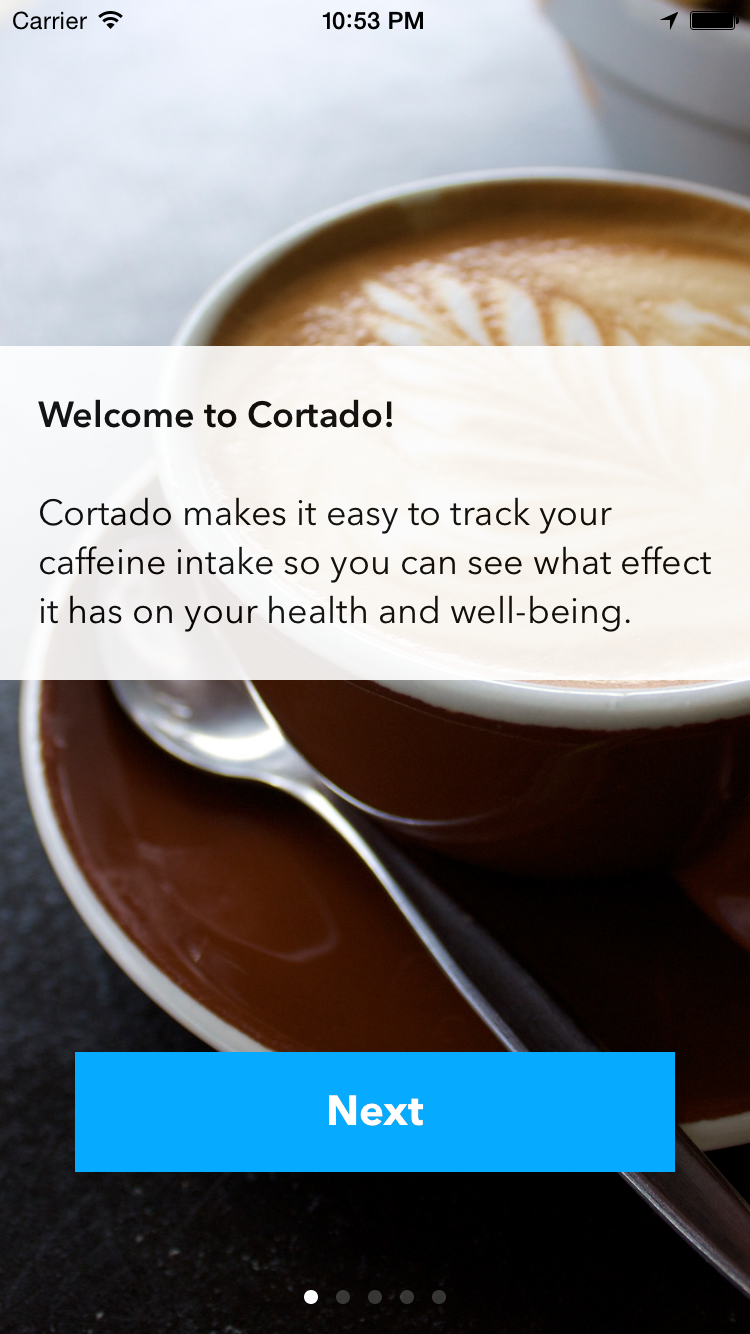 Carrier 10:53 PM
Welcome to Cortado!
Cortado makes it easy to track your
caffeine intake so you can see what effect
it has on your health and well-being.
Next